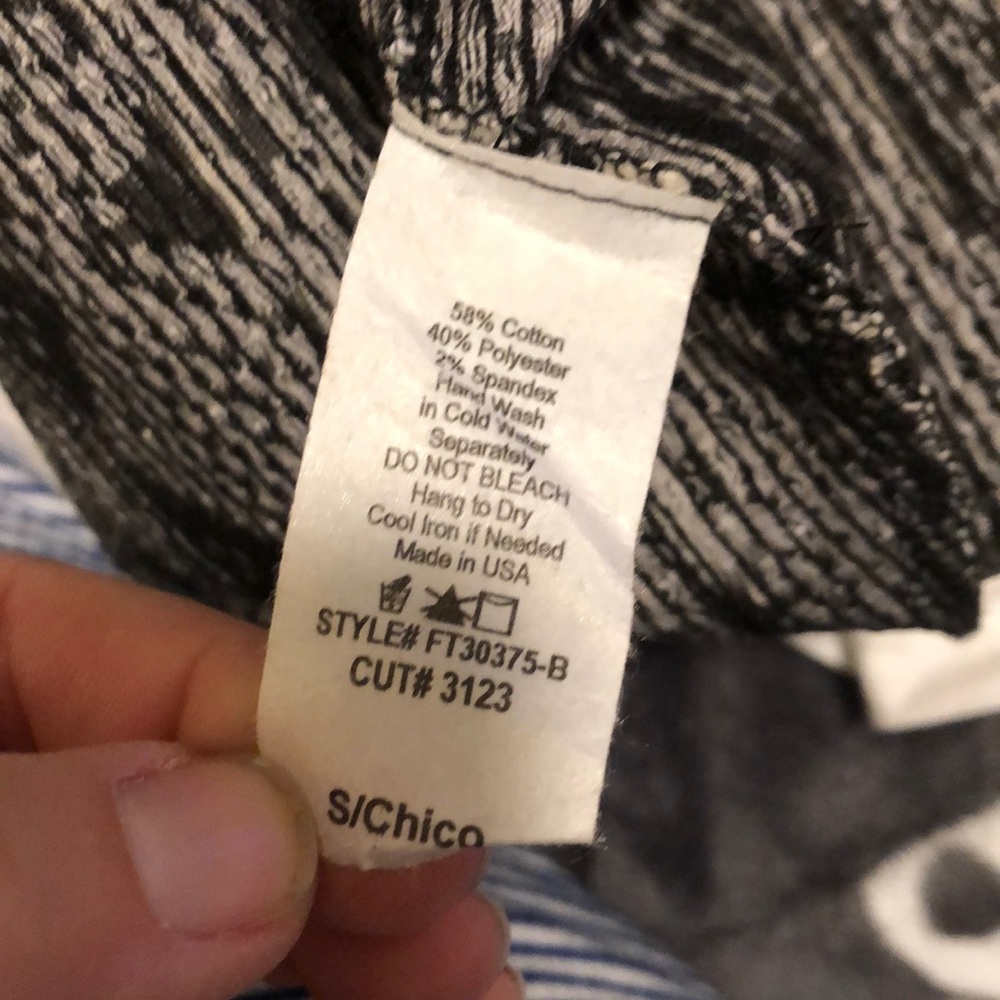 58% Cotton
40% Polyester
2% Spandex
Hand Wash
in Cold Water
Separately
DO NOT BLEACH
Hang to Dry
Cool Iron if Needed
Made in USA
STYLE# FT30375-B
CUT# 3123
S/Chico